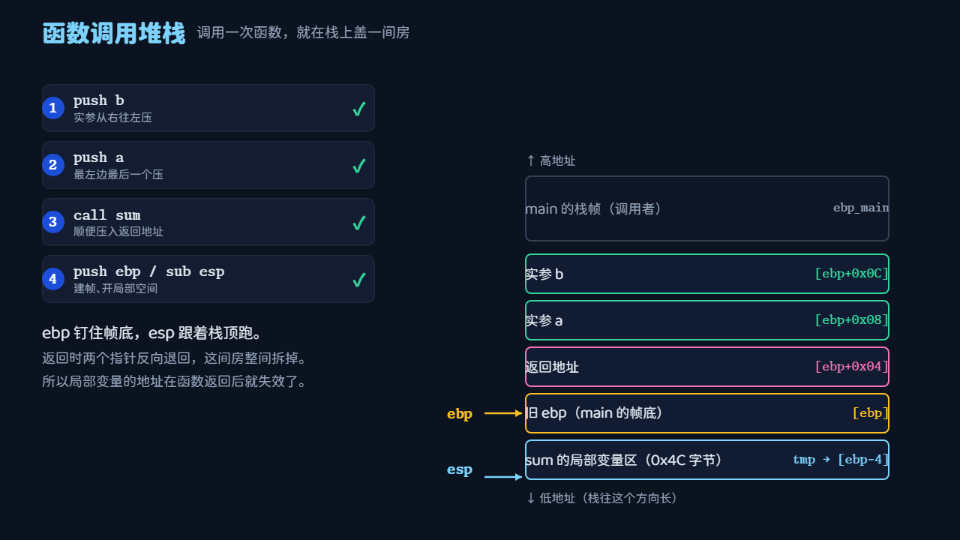 函数调用堆栈 调用一次函数，就在栈上盖一间房
1 push b ✓
实参从右往左压
2 push a ✓
最左边最后一个压
3 call sum ✓
顺便压入返回地址
4 push ebp / sub esp ✓
建帧、开局部空间
ebp 钉住帧底，esp 跟着栈顶跑。
返回时两个指针反向退回，这间房整间拆掉。
所以局部变量的地址在函数返回后就失效了。
↑ 高地址
main 的栈帧（调用者） ebp_main
实参 b [ebp+0x0C]
实参 a [ebp+0x08]
返回地址 [ebp+0x04]
ebp 旧 ebp（main 的帧底） [ebp]
esp sum 的局部变量区（0x4C 字节） tmp → [ebp-4]
↓ 低地址（栈往这个方向长）